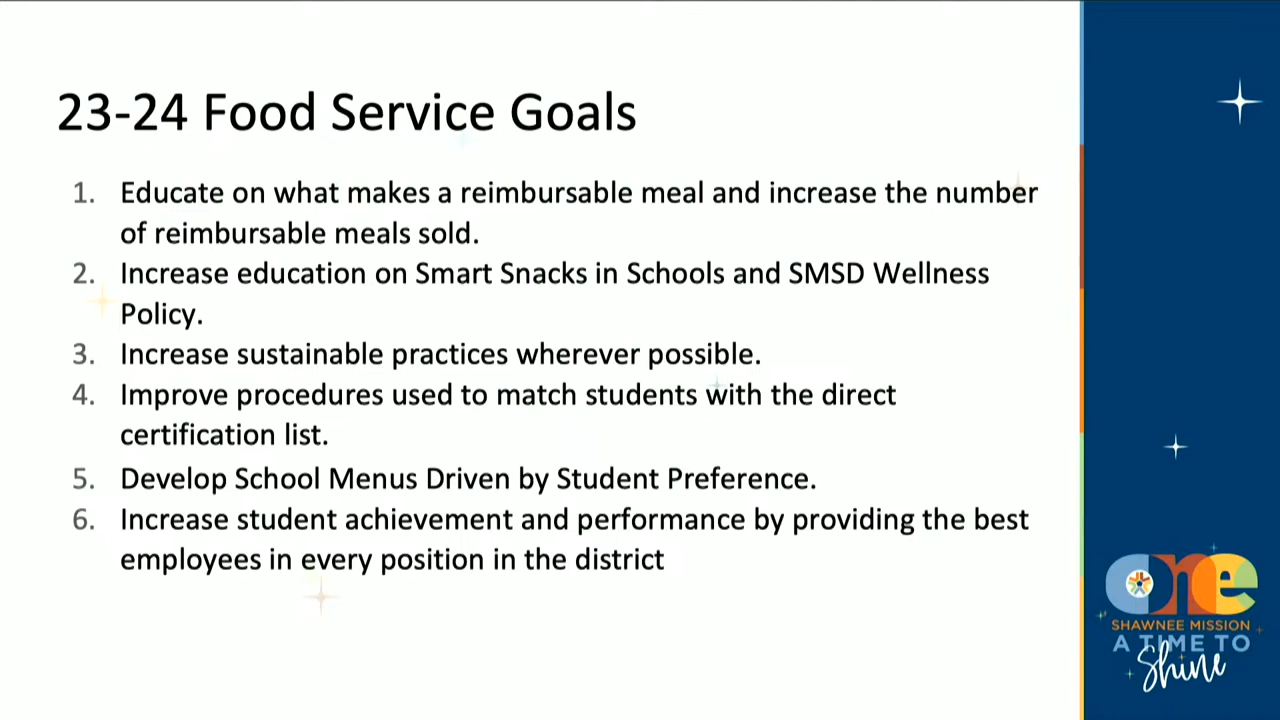 23-24 Food Service Goals
1. Educate on what makes a reimbursable meal and increase the number
of reimbursable meals sold.
2. Increase education on Smart Snacks in Schools and SMSD Wellness
Policy.
3. Increase sustainable practices wherever possible.
4. Improve procedures used to match students with the direct
certification list.
5. Develop School Menus Driven by Student Preference.
6. Increase student achievement and performance by providing the best
employees in every position in the district
one
SHAWNEE MISSION
A TIME TO
Shine